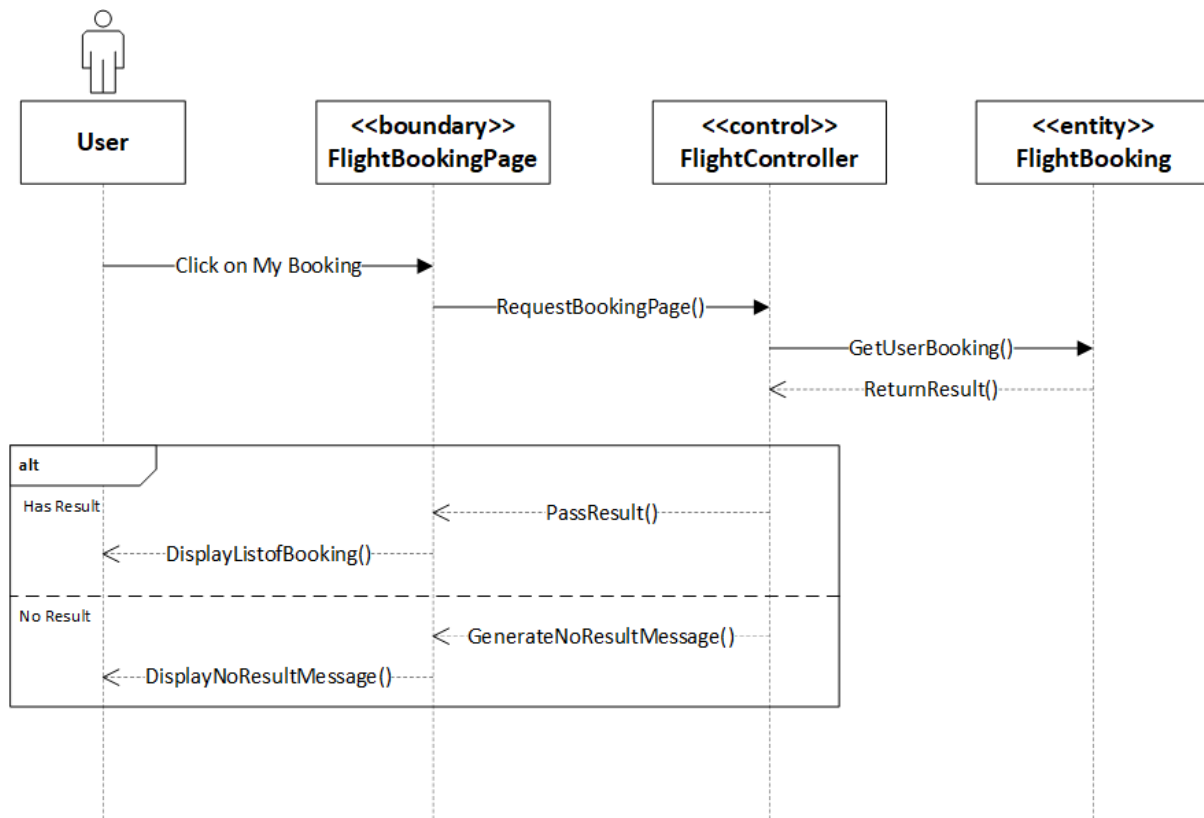 User
<<boundary>>
FlightBookingPage
<<control>>
FlightController
<<entity>>
FlightBooking
Click on My Booking
RequestBookingPage()
GetUserBooking()
ReturnResult()
alt
Has Result
PassResult()
DisplayListofBooking()
No Result
GenerateNoResultMessage()
DisplayNoResultMessage()